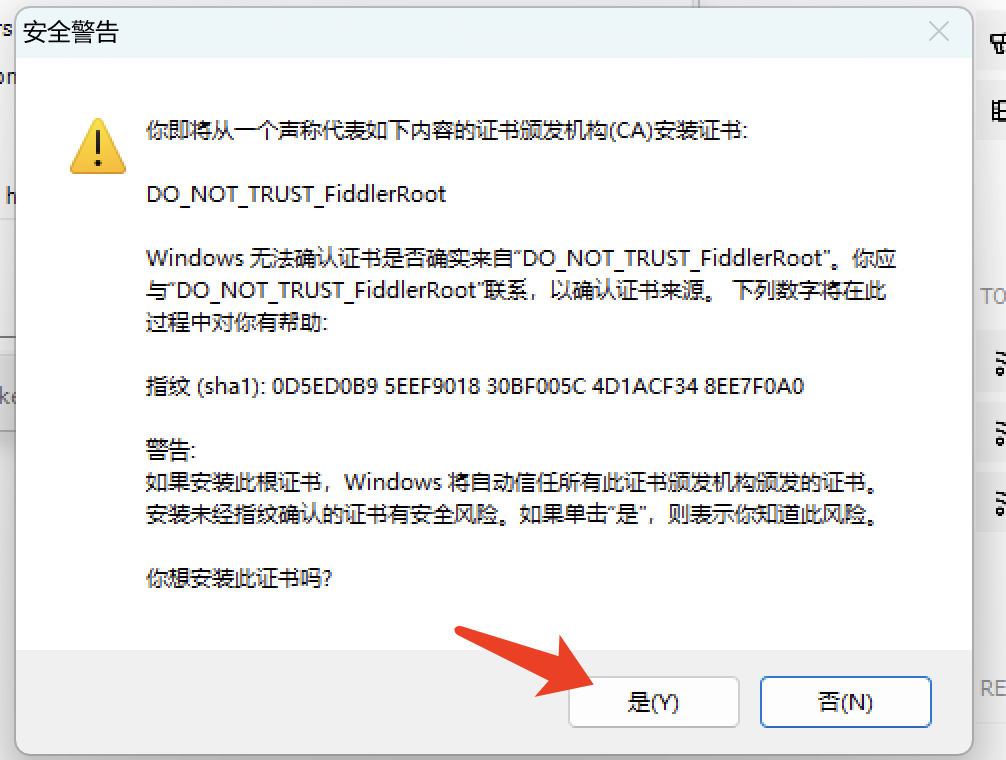 安全警告
你即将从一个声称代表如下内容的证书颁发机构(CA)安装证书:
DO_NOT_TRUST_FiddlerRoot
Windows 无法确认证书是否确实来自“DO_NOT_TRUST_FiddlerRoot”。你应
与“DO_NOT_TRUST_FiddlerRoot”联系，以确认证书来源。 下列数字将在此
过程中对你有帮助:
指纹 (sha1): 0D5ED0B9 5EEF9018 30BF005C 4D1ACF34 8EE7F0A0
警告:
如果安装此根证书，Windows 将自动信任所有此证书颁发机构颁发的证书。
安装未经指纹确认的证书有安全风险。如果单击“是”，则表示你知道此风险。
你想安装此证书吗?
是(Y)
否(N)